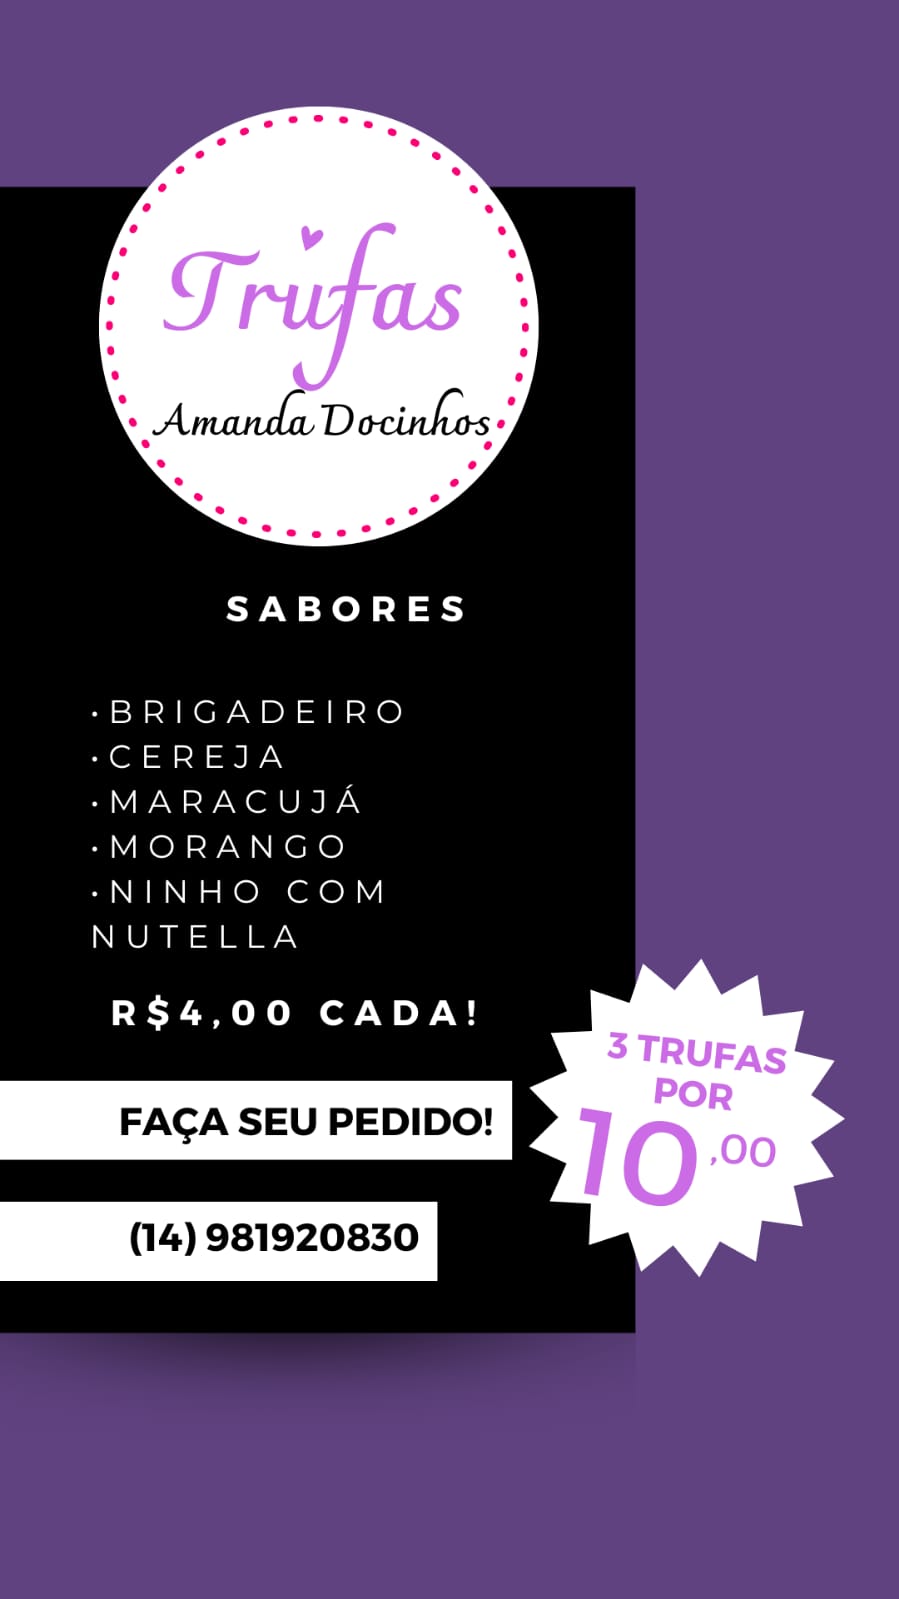 Trufas
Amanda Docinhos
SABORES
•BRIGADEIRO
•CEREJA
•MARACUJÁ
•MORANGO
•NINHO COM
NUTELLA
R$4,00 CADA!
3 TRUFAS
POR
10,00
FAÇA SEU PEDIDO!
(14) 981920830